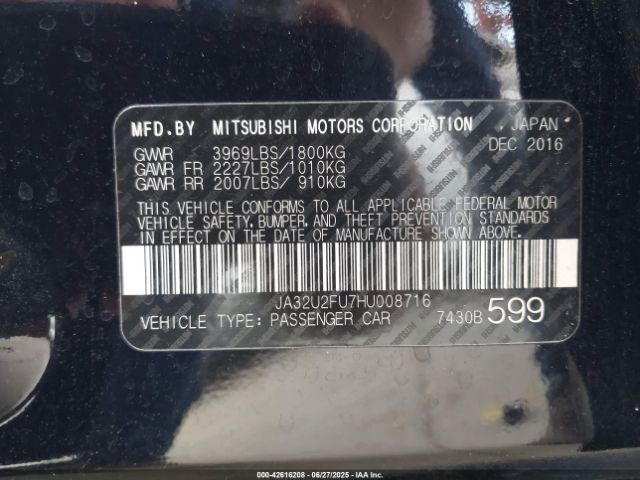 MFD.BY MITSUBISHI MOTORS CORPORATION JAPAN
GVWR 3969LBS/1800KG DEC 2016
GAWR FR 2227LBS/1010KG
GAWR RR 2007LBS/ 910KG
THIS VEHICLE CONFORMS TO ALL APPLICABLE FEDERAL MOTOR
VEHICLE SAFETY, BUMPER, AND THEFT PREVENTION STANDARDS
IN EFFECT ON THE DATE OF MANUFACTURE SHOWN ABOVE.
JA32U2FU7HU008716
VEHICLE TYPE: PASSENGER CAR 7430B 599
000-42616208 - 06/27/2025 - IAA Inc.